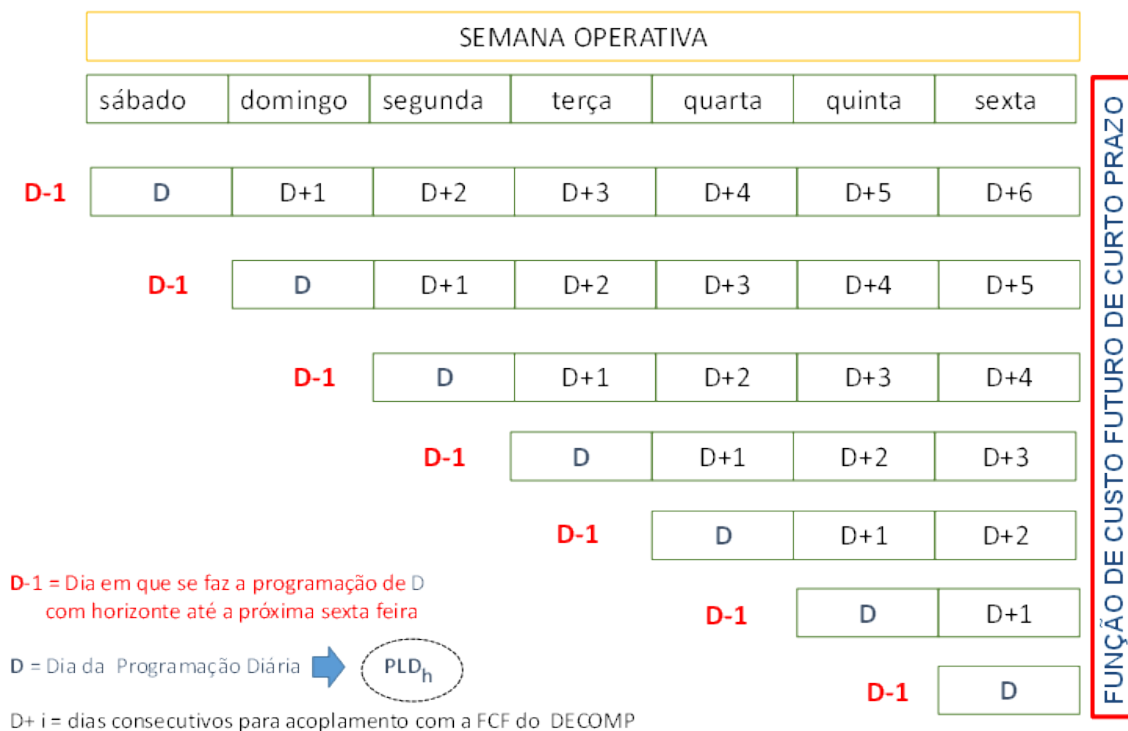 SEMANA OPERATIVA
sábado domingo segunda terça quarta quinta sexta
D-1 D D+1 D+2 D+3 D+4 D+5 D+6
D-1 D D+1 D+2 D+3 D+4 D+5
D-1 D D+1 D+2 D+3 D+4
D-1 D D+1 D+2 D+3
D-1 D D+1 D+2
D-1 D D+1
D-1 D
D-1 = Dia em que se faz a programação de D
com horizonte até a próxima sexta feira
D = Dia da Programação Diária PLDh
D+ i = dias consecutivos para acoplamento com a FCF do DECOMP
FUNÇÃO DE CUSTO FUTURO DE CURTO PRAZO